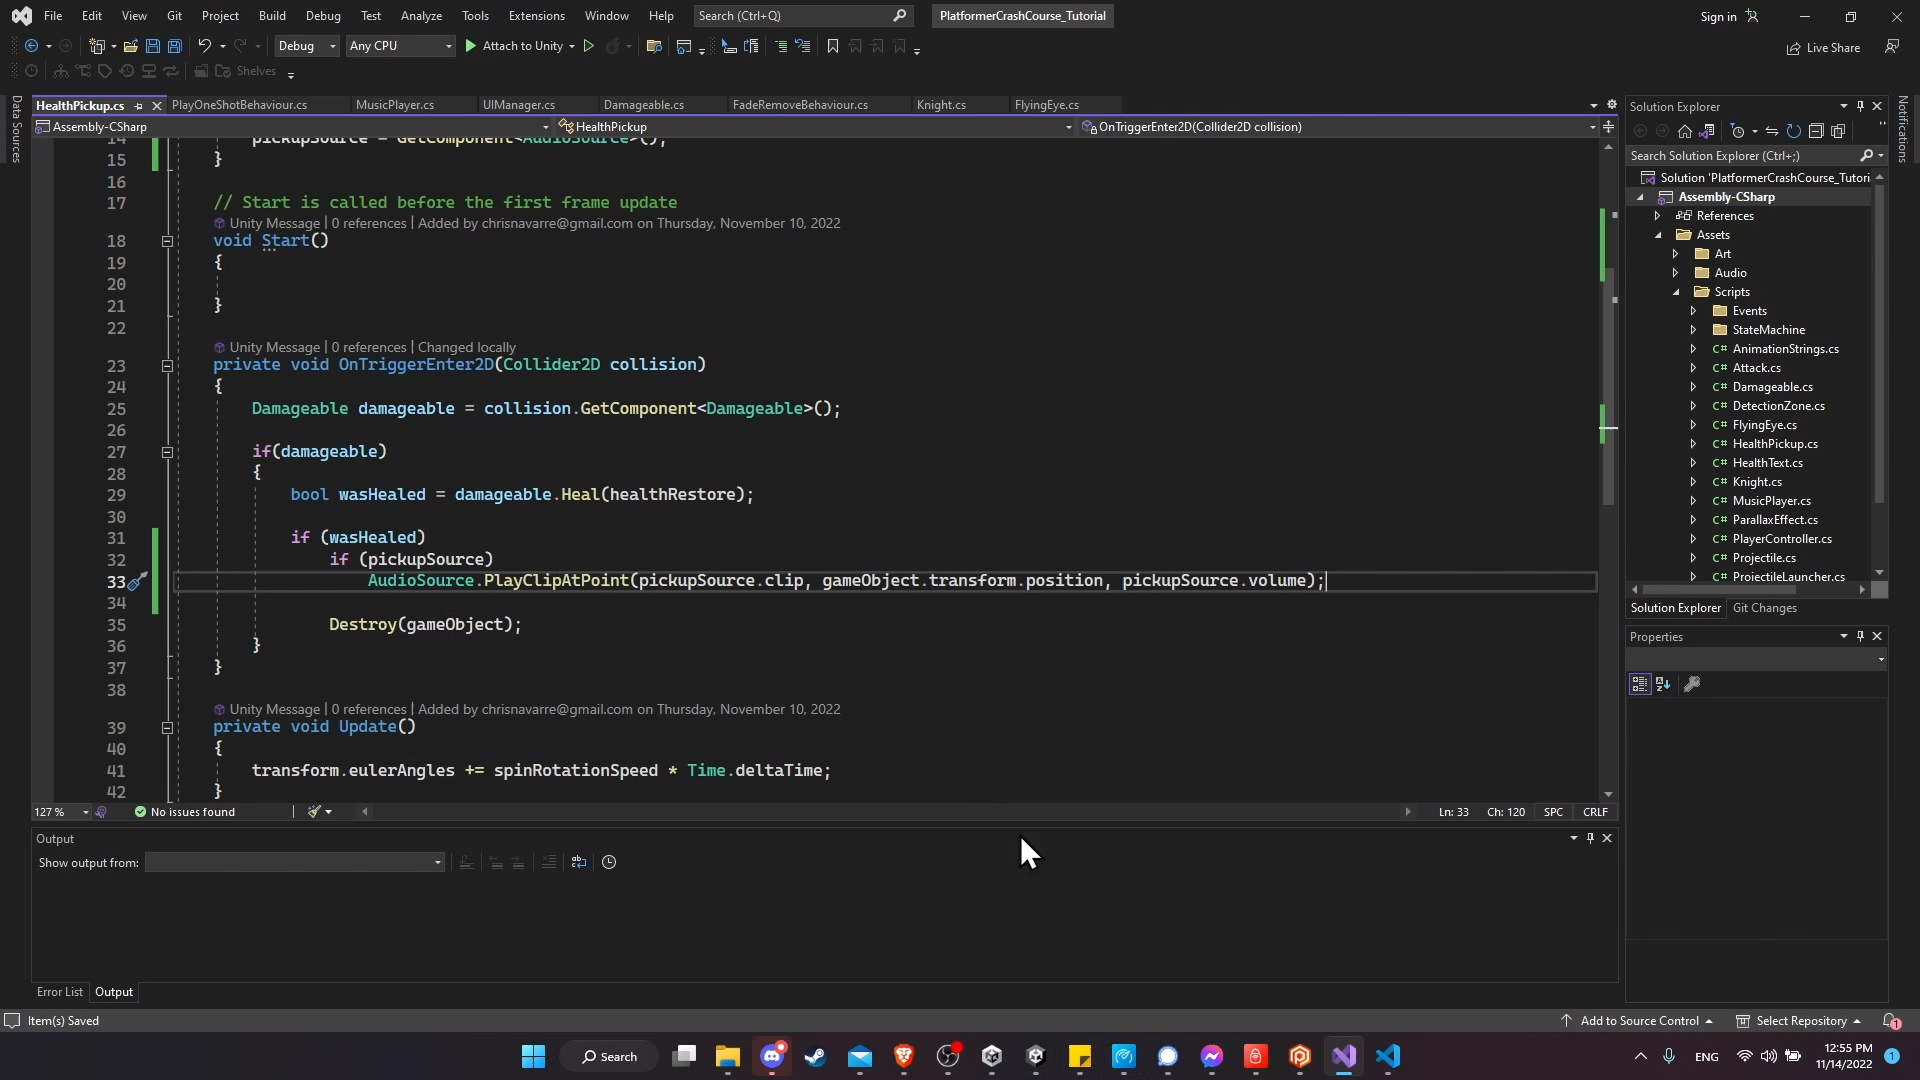 File Edit View Git Project Build Debug Test Analyze Tools Extensions Window Help Search (Ctrl+Q) PlatformerCrashCourse_Tutorial Sign in
Debug Any CPU Attach to Unity Live Share
Shelves
HealthPickup.cs PlayOneShotBehaviour.cs MusicPlayer.cs UIManager.cs Damageable.cs FadeRemoveBehaviour.cs Knight.cs FlyingEye.cs
Assembly-CSharp HealthPickup OnTriggerEnter2D(Collider2D collision)
Data Sources
14 pickupSource = GetComponent<AudioSource>();
15 }
16
17 // Start is called before the first frame update
Unity Message | 0 references | Added by chrisnavarre@gmail.com on Thursday, November 10, 2022
18 void Start()
19 {
20
21 }
22
Unity Message | 0 references | Changed locally
23 private void OnTriggerEnter2D(Collider2D collision)
24 {
25 Damageable damageable = collision.GetComponent<Damageable>();
26
27 if(damageable)
28 {
29 bool wasHealed = damageable.Heal(healthRestore);
30
31 if (wasHealed)
32 if (pickupSource)
33 AudioSource.PlayClipAtPoint(pickupSource.clip, gameObject.transform.position, pickupSource.volume);
34
35 Destroy(gameObject);
36 }
37 }
38
Unity Message | 0 references | Added by chrisnavarre@gmail.com on Thursday, November 10, 2022
39 private void Update()
40 {
41 transform.eulerAngles += spinRotationSpeed * Time.deltaTime;
42 }
127 % No issues found Ln: 33 Ch: 120 SPC CRLF
Output
Show output from:
Error List Output
Solution Explorer
Search Solution Explorer (Ctrl+;)
Solution 'PlatformerCrashCourse_Tutori
Assembly-CSharp
References
Assets
Art
Audio
Scripts
Events
StateMachine
C# AnimationStrings.cs
C# Attack.cs
C# Damageable.cs
C# DetectionZone.cs
C# FlyingEye.cs
C# HealthPickup.cs
C# HealthText.cs
C# Knight.cs
C# MusicPlayer.cs
C# ParallaxEffect.cs
C# PlayerController.cs
C# Projectile.cs
C# ProjectileLauncher.cs
Solution Explorer Git Changes
Properties
Notifications
Item(s) Saved Add to Source Control Select Repository 1
Search ENG 12:55 PM 1
11/14/2022